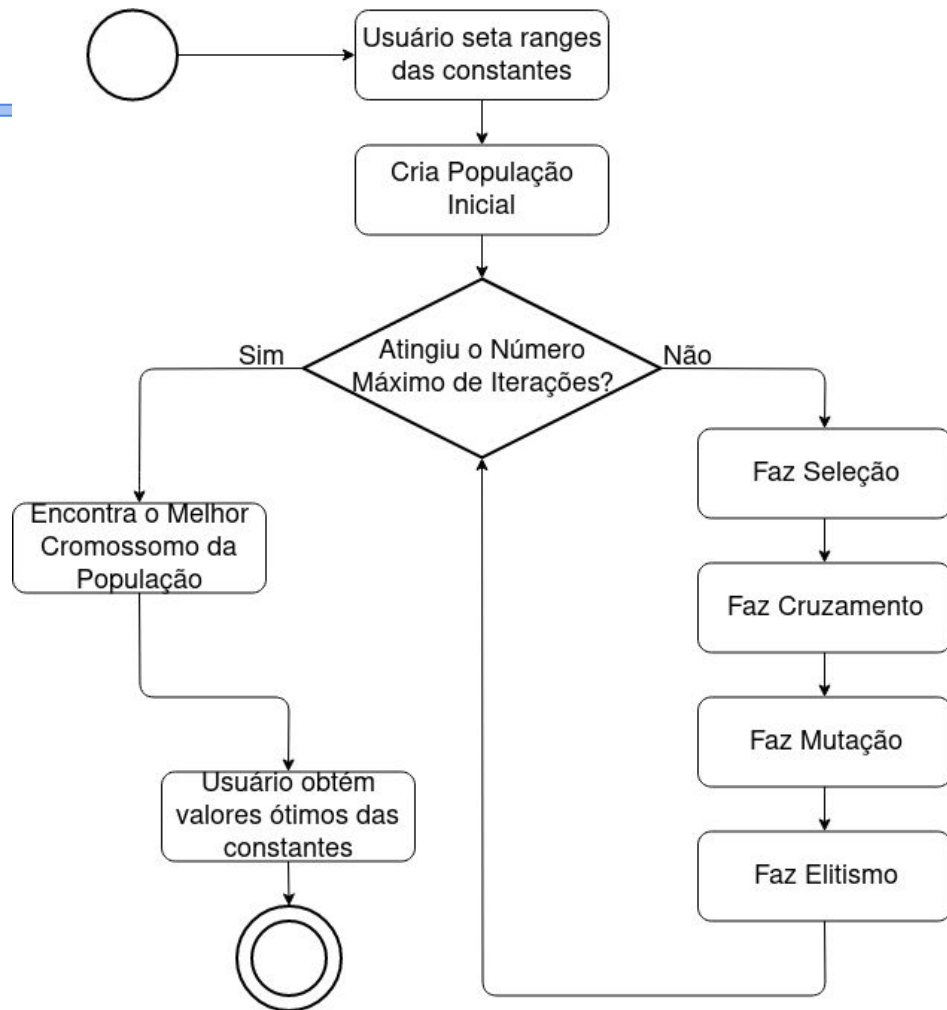 Usuário seta ranges
das constantes
Cria População
Inicial
Atingiu o Número
Máximo de Iterações?
Sim
Não
Faz Seleção
Encontra o Melhor
Cromossomo da
População
Faz Cruzamento
Faz Mutação
Usuário obtém
valores ótimos das
constantes
Faz Elitismo